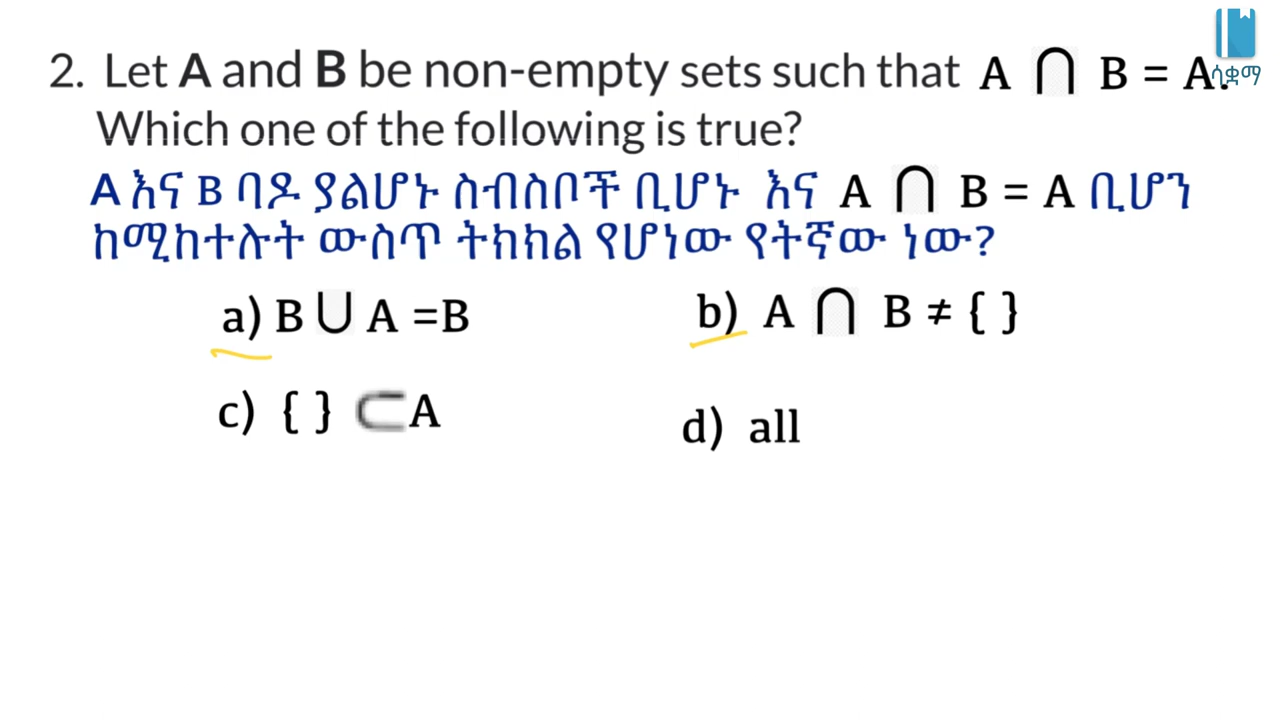 2. Let A and B be non-empty sets such that A ⋂ B = A.
ሲቋማ
Which one of the following is true?
A እና B ባዶ ያልሆኑ ስብስቦች ቢሆኑ እና A ⋂ B = A ቢሆን
ከሚከተሉት ውስጥ ትክክል የሆነው የትኛው ነው?
a) B ⋃ A =B
b) A ⋂ B ≠ { }
c) { } ⊂ A
d) all